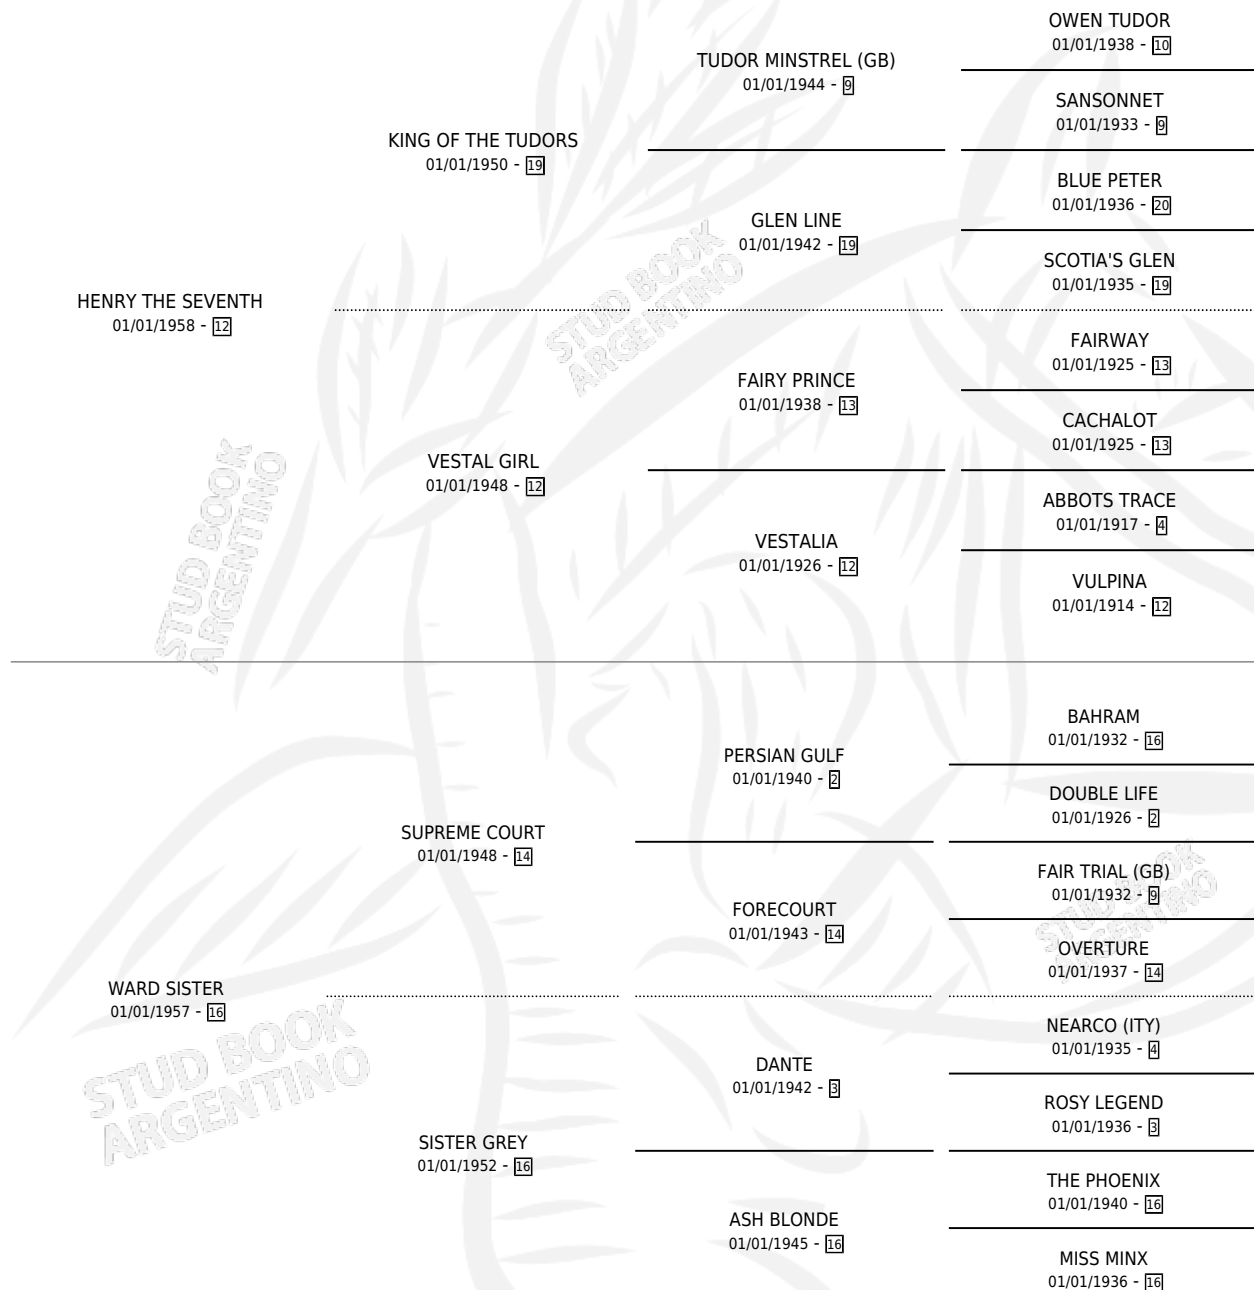 OWEN TUDOR
01/01/1938 - 10
TUDOR MINSTREL (GB)
01/01/1944 - 9
SANSONNET
01/01/1933 - 9
KING OF THE TUDORS
01/01/1950 - 19
BLUE PETER
01/01/1936 - 20
GLEN LINE
01/01/1942 - 19
SCOTIA'S GLEN
01/01/1935 - 19
HENRY THE SEVENTH
01/01/1958 - 12
FAIRWAY
01/01/1925 - 13
FAIRY PRINCE
01/01/1938 - 13
CACHALOT
01/01/1925 - 13
VESTAL GIRL
01/01/1948 - 12
ABBOTS TRACE
01/01/1917 - 4
VESTALIA
01/01/1926 - 12
VULPINA
01/01/1914 - 12
BAHRAM
01/01/1932 - 16
PERSIAN GULF
01/01/1940 - 2
DOUBLE LIFE
01/01/1926 - 2
SUPREME COURT
01/01/1948 - 14
FAIR TRIAL (GB)
01/01/1932 - 9
FORECOURT
01/01/1943 - 14
OVERTURE
01/01/1937 - 14
WARD SISTER
01/01/1957 - 16
NEARCO (ITY)
01/01/1935 - 4
DANTE
01/01/1942 - 3
ROSY LEGEND
01/01/1936 - 3
SISTER GREY
01/01/1952 - 16
THE PHOENIX
01/01/1940 - 16
ASH BLONDE
01/01/1945 - 16
MISS MINX
01/01/1936 - 16
STUD BOOK
ARGENTINO
STUD BOOK
ARGENTINO
STUD BOOK
ARGENTINO
STUD BOOK
ARGENTINO